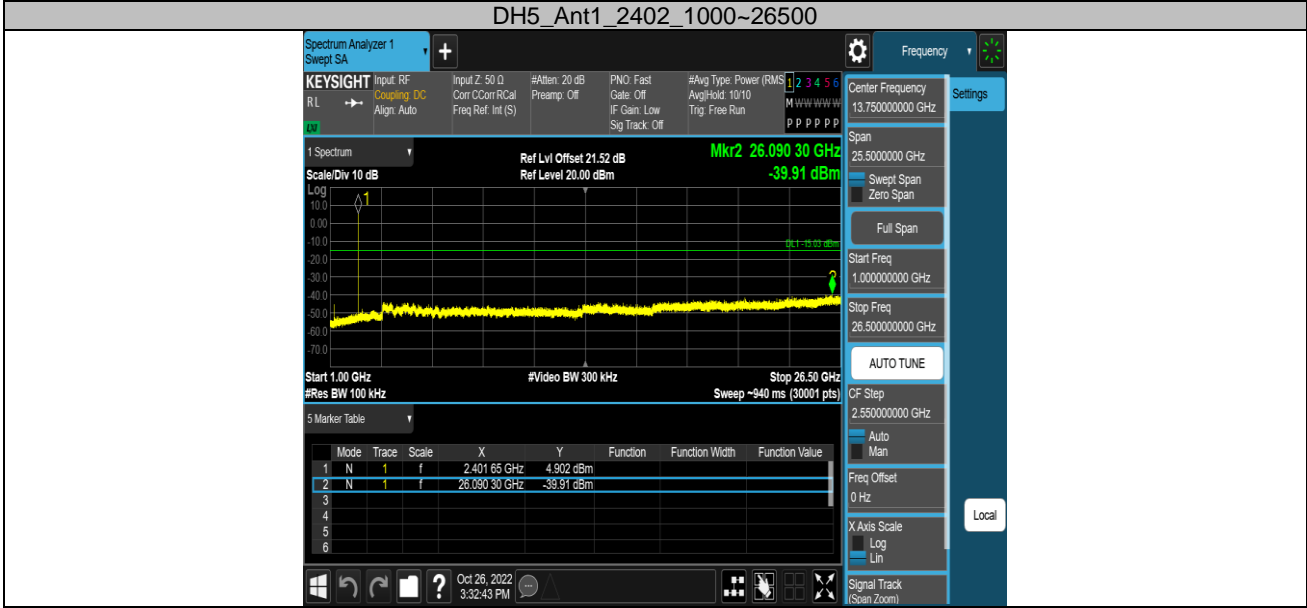 DH5_Ant1_2402_1000~26500
Spectrum Analyzer 1
Swept SA
Frequency
KEYSIGHT
RL
LXI
Input: RF
Coupling: DC
Align: Auto
Input Z: 50 Ω
Corr CCorr RCal
Freq Ref: Int (S)
#Atten: 20 dB
Preamp: Off
PNO: Fast
Gate: Off
IF Gain: Low
Sig Track: Off
#Avg Type: Power (RMS
Avg|Hold: 10/10
Trig: Free Run
1 2 3 4 5 6
M W W W W W
P P P P P P
1 Spectrum
Scale/Div 10 dB
Ref Lvl Offset 21.52 dB
Ref Level 20.00 dBm
Mkr2 26.090 30 GHz
-39.91 dBm
Log
10.0
0.00
-10.0
-20.0
-30.0
-40.0
-50.0
-60.0
-70.0
1
DL1 -15.03 dBm
2
Start 1.00 GHz
#Res BW 100 kHz
#Video BW 300 kHz
Stop 26.50 GHz
Sweep ~940 ms (30001 pts)
5 Marker Table
Mode Trace Scale X Y Function Function Width Function Value
1 N 1 f 2.401 65 GHz 4.902 dBm
2 N 1 f 26.090 30 GHz -39.91 dBm
3
4
5
6
Oct 26, 2022
3:32:43 PM
Center Frequency
13.750000000 GHz
Span
25.5000000 GHz
Swept Span
Zero Span
Full Span
Start Freq
1.000000000 GHz
Stop Freq
26.500000000 GHz
AUTO TUNE
CF Step
2.550000000 GHz
Auto
Man
Freq Offset
0 Hz
X Axis Scale
Log
Lin
Signal Track
(Span Zoom)
Settings
Local